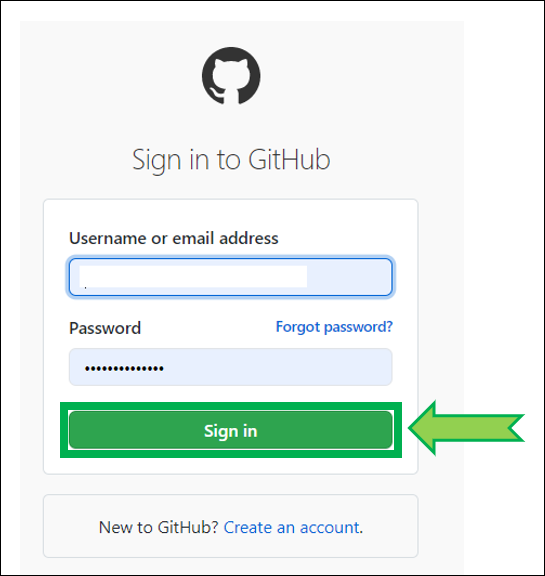 Sign in to GitHub
Username or email address
Password Forgot password?
••••••••••••••
Sign in
New to GitHub? Create an account.